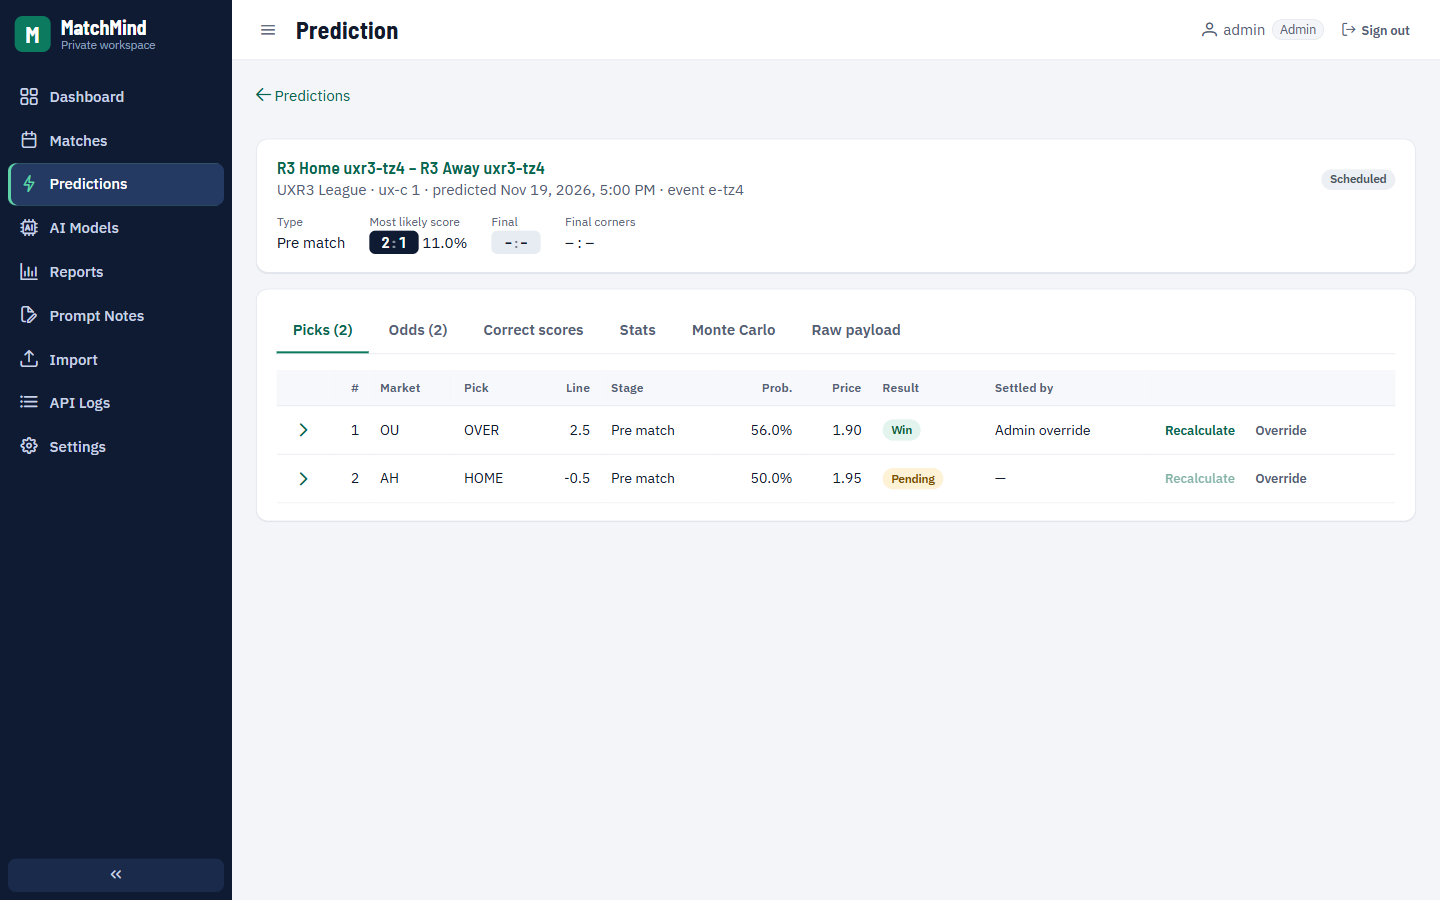 M
MatchMind
Private workspace
Dashboard
Matches
Predictions
AI Models
Reports
Prompt Notes
Import
API Logs
Settings
Prediction
admin Admin Sign out
Predictions
R3 Home uxr3-tz4 – R3 Away uxr3-tz4
UXR3 League · ux-c 1 · predicted Nov 19, 2026, 5:00 PM · event e-tz4
Scheduled
Type Most likely score Final Final corners
Pre match 2:1 11.0% –:– – : –
Picks (2) Odds (2) Correct scores Stats Monte Carlo Raw payload
# Market Pick Line Stage Prob. Price Result Settled by
1 OU OVER 2.5 Pre match 56.0% 1.90 Win Admin override Recalculate Override
2 AH HOME -0.5 Pre match 50.0% 1.95 Pending — Recalculate Override